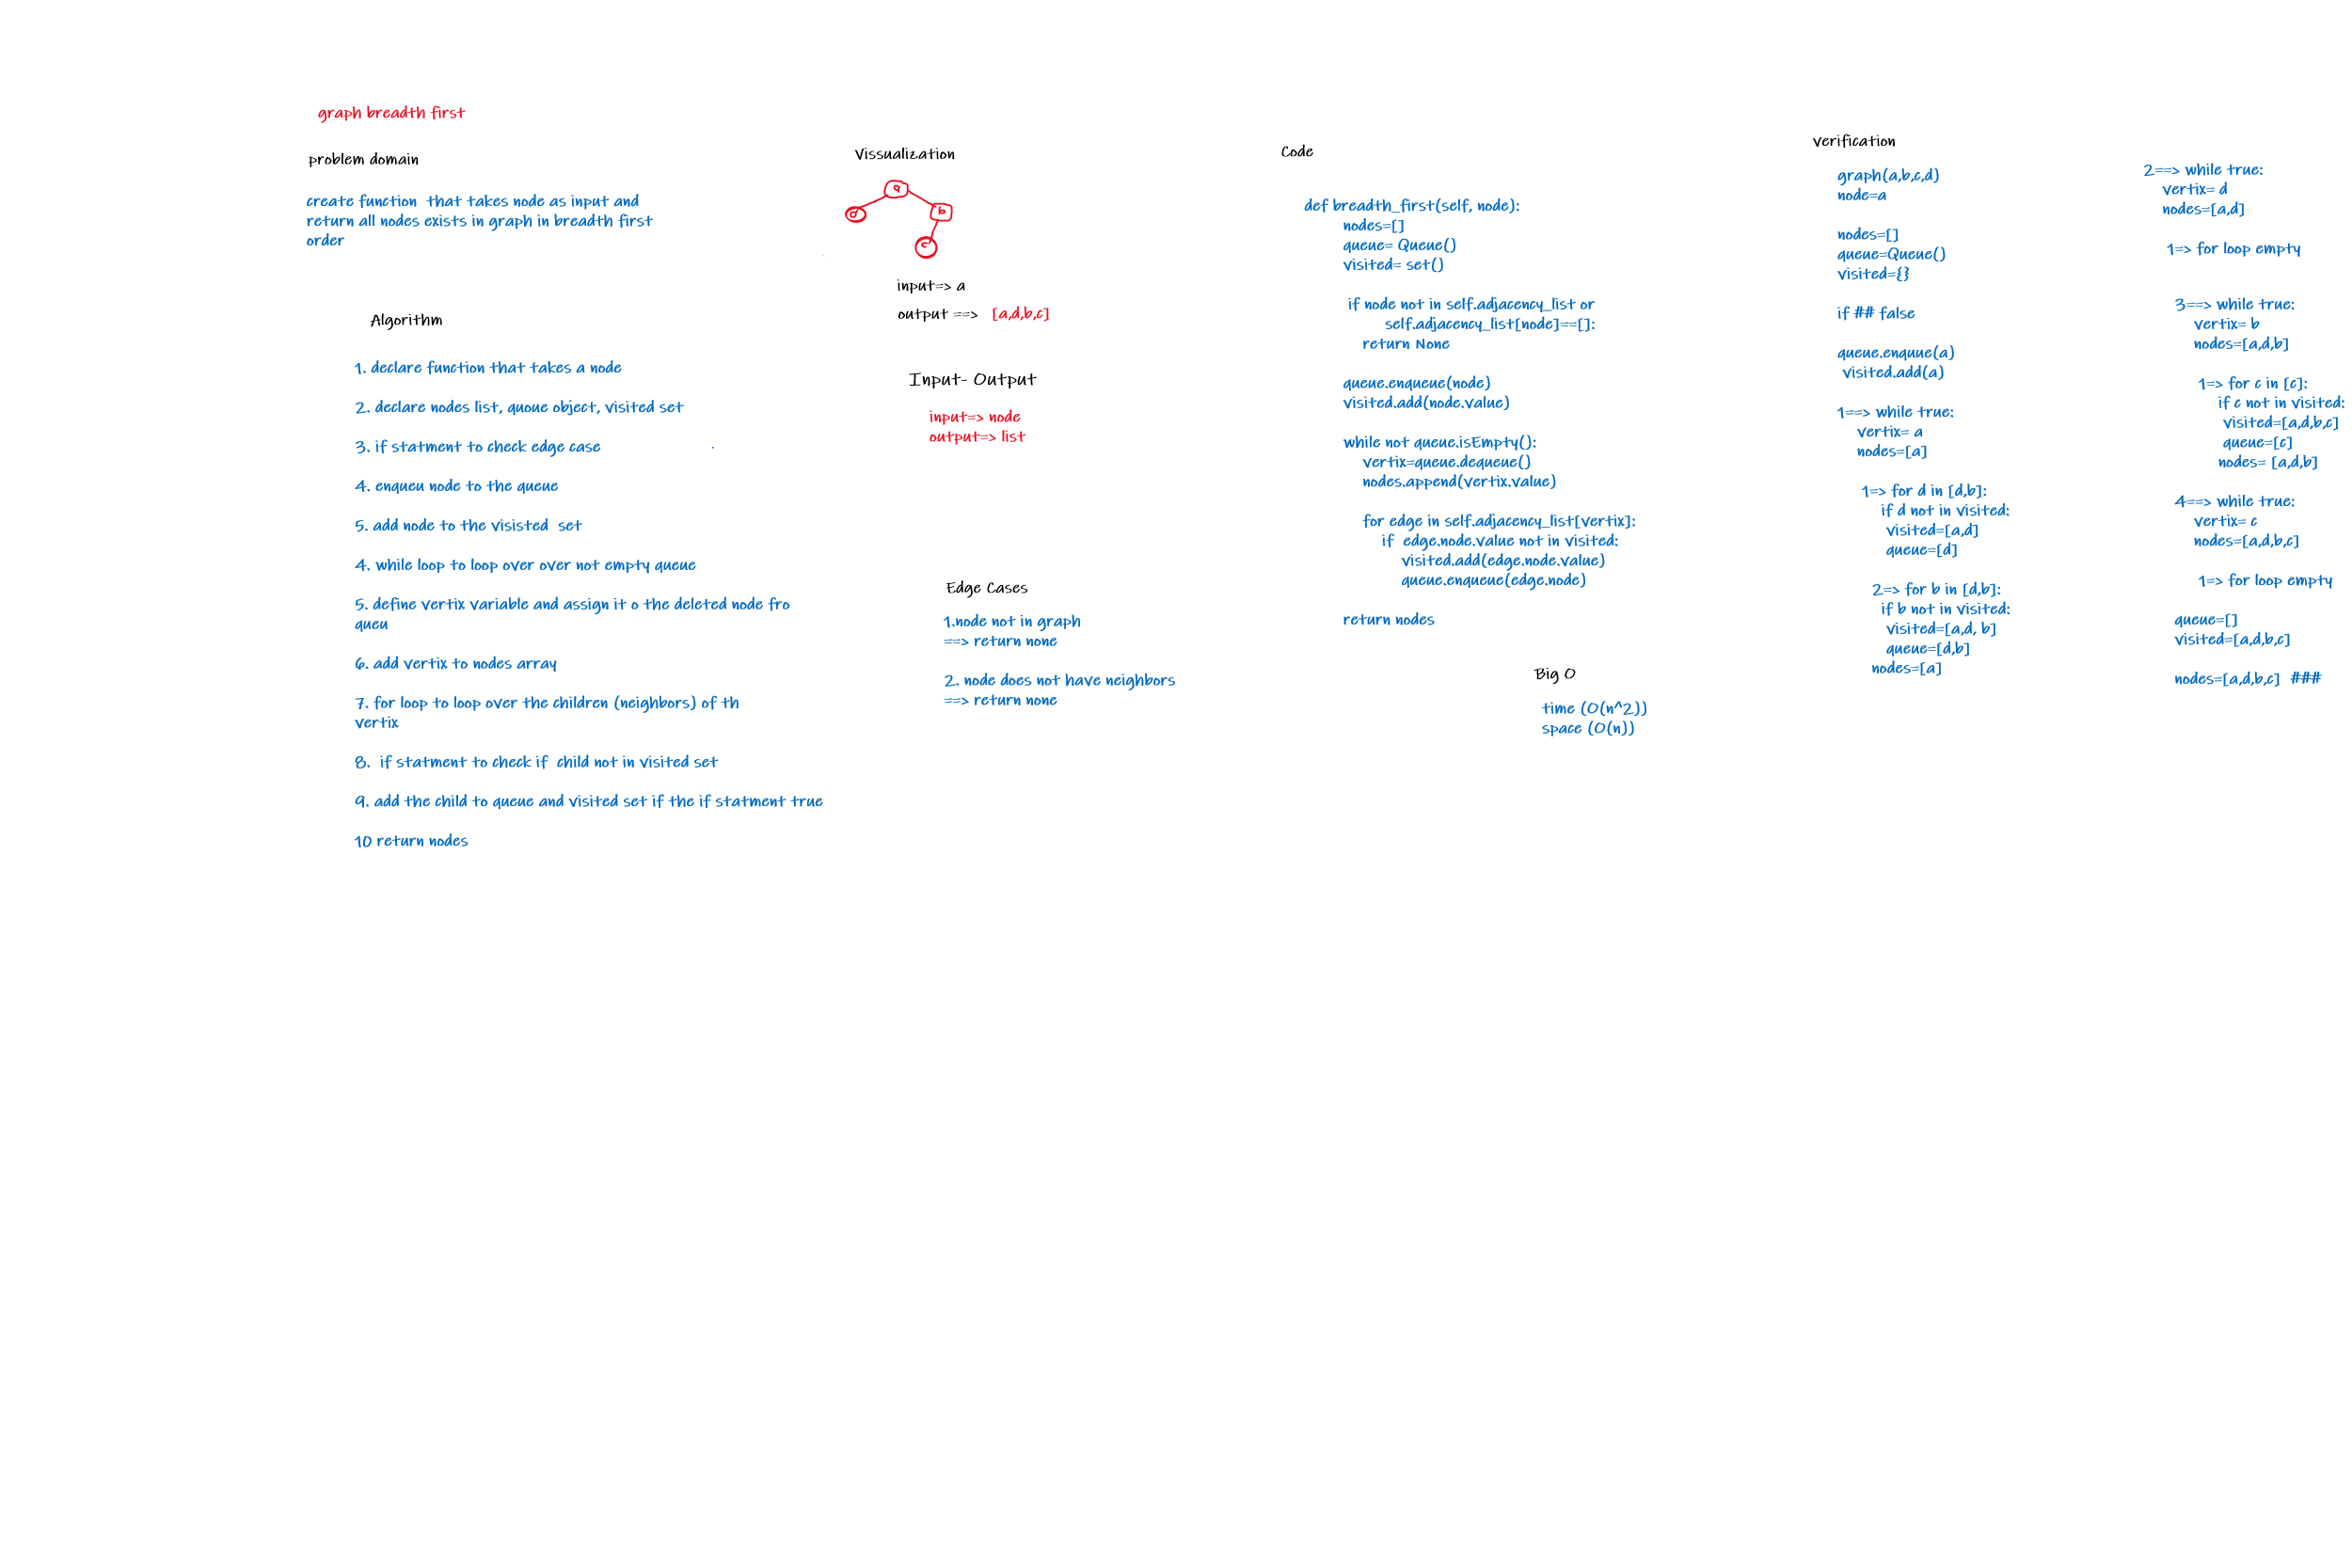 graph breadth first
problem domain
create function  that takes node as input and
return all nodes exists in graph in breadth first
order
Algorithm
1. declare function that takes a node
2. declare nodes list, quoue object, visited set
3. if statment to check edge case
4. enqueu node to the queue
5. add node to the visisted  set
4. while loop to loop over over not empty queue
5. define vertix variable and assign it o the deleted node fro
queu
6. add vertix to nodes array
7. for loop to loop over the children (neighbors) of th
vertix
8.  if statment to check if  child not in visited set
9. add the child to queue and visited set if the if statment true
10 return nodes
Vissualization
a
d
b
c
input=> a
output ==>  [a,d,b,c]
Input- Output
input=> node
output=> list
Edge Cases
1.node not in graph
==> return none
2. node does not have neighbors
==> return none
Code
def breadth_first(self, node):
nodes=[]
queue= Queue()
visited= set()
if node not in self.adjacency_list or
self.adjacency_list[node]==[]:
return None
queue.enqueue(node)
visited.add(node.value)
while not queue.isEmpty():
vertix=queue.dequeue()
nodes.append(vertix.value)
for edge in self.adjacency_list[vertix]:
if  edge.node.value not in visited:
visited.add(edge.node.value)
queue.enqueue(edge.node)
return nodes
Big O
time (O(n^2))
space (O(n))
verification
graph(a,b,c,d)
node=a
nodes=[]
queue=Queue()
visited={}
if ## false
queue.enquue(a)
visited.add(a)
1==> while true:
vertix= a
nodes=[a]
1=> for d in [d,b]:
if d not in visited:
visited=[a,d]
queue=[d]
2=> for b in [d,b]:
if b not in visited:
visited=[a,d, b]
queue=[d,b]
nodes=[a]
2==> while true:
vertix= d
nodes=[a,d]
1=> for loop empty
3==> while true:
vertix= b
nodes=[a,d,b]
1=> for c in [c]:
if c not in visited:
visited=[a,d,b,c]
queue=[c]
nodes= [a,d,b]
4==> while true:
vertix= c
nodes=[a,d,b,c]
1=> for loop empty
queue=[]
visited=[a,d,b,c]
nodes=[a,d,b,c]  ###